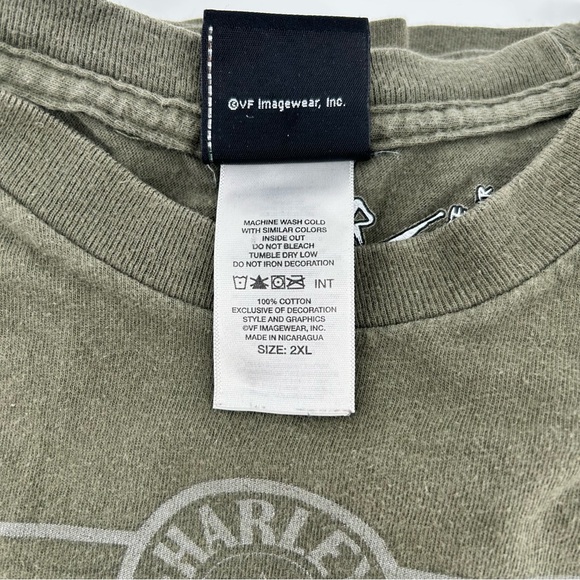 ©VF Imagewear, Inc.
MACHINE WASH COLD
WITH SIMILAR COLORS
INSIDE OUT
DO NOT BLEACH
TUMBLE DRY LOW
DO NOT IRON DECORATION
INT
100% COTTON
EXCLUSIVE OF DECORATION
STYLE AND GRAPHICS
©VF IMAGEWEAR, INC.
MADE IN NICARAGUA
SIZE: 2XL
HARLEY